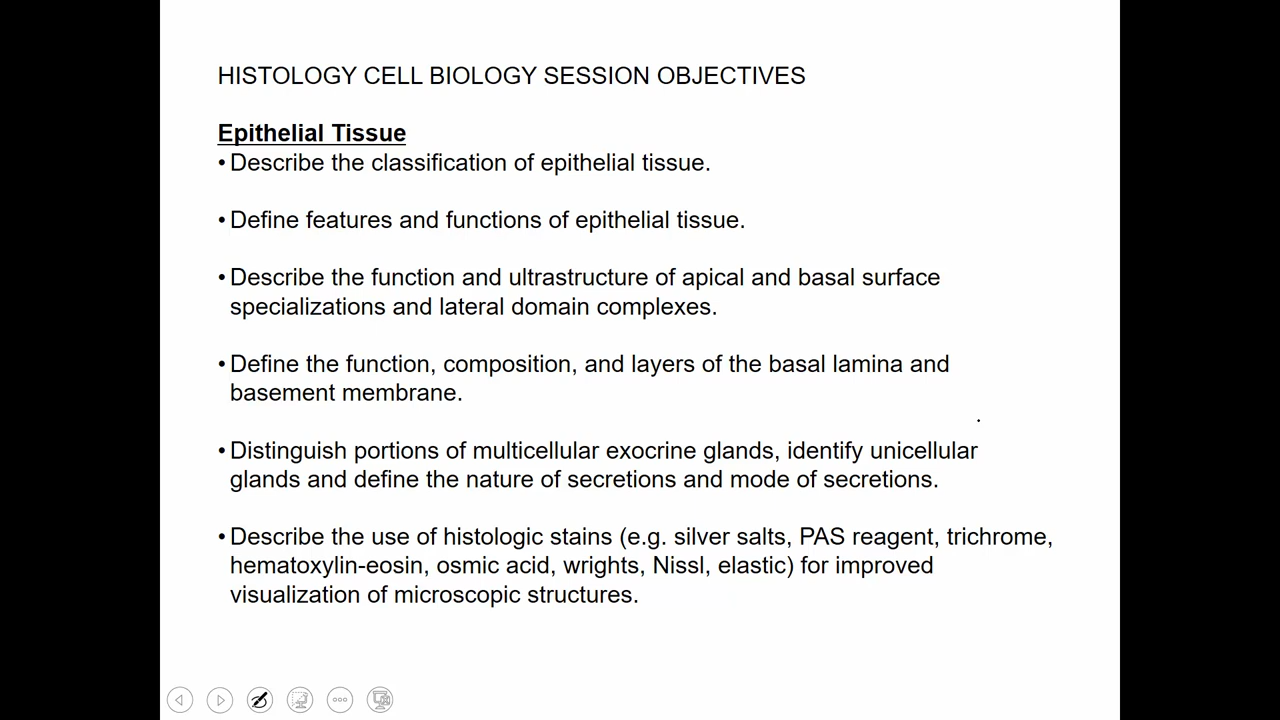 HISTOLOGY CELL BIOLOGY SESSION OBJECTIVES
Epithelial Tissue
• Describe the classification of epithelial tissue.
• Define features and functions of epithelial tissue.
• Describe the function and ultrastructure of apical and basal surface
specializations and lateral domain complexes.
• Define the function, composition, and layers of the basal lamina and
basement membrane.
• Distinguish portions of multicellular exocrine glands, identify unicellular
glands and define the nature of secretions and mode of secretions.
• Describe the use of histologic stains (e.g. silver salts, PAS reagent, trichrome,
hematoxylin-eosin, osmic acid, wrights, Nissl, elastic) for improved
visualization of microscopic structures.